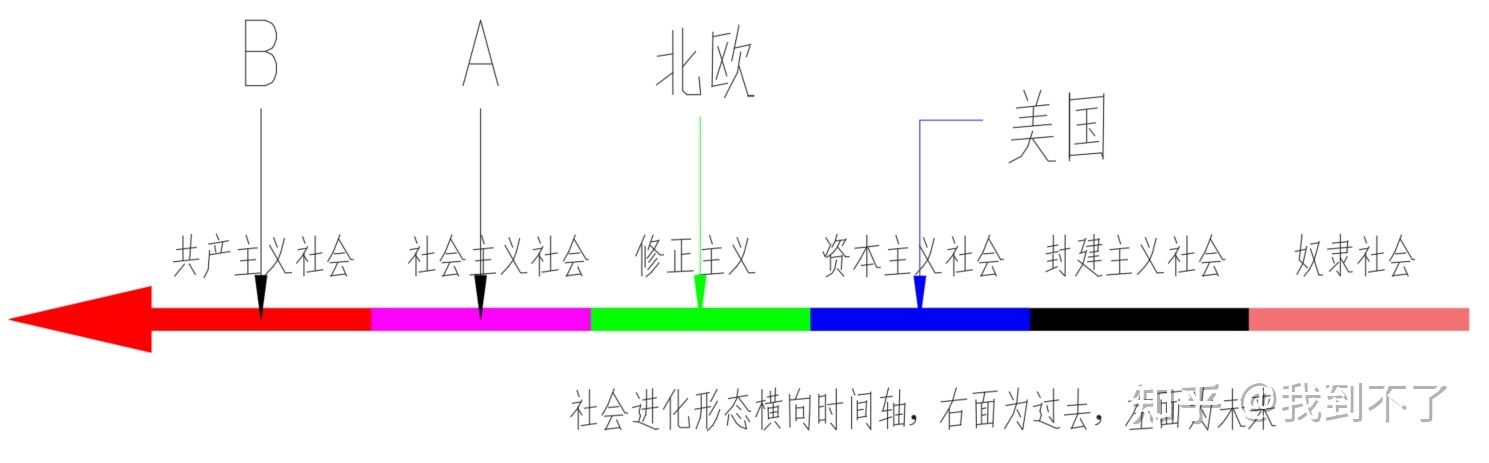 B
A
北欧
美国
共产主义社会
社会主义社会
修正主义
资本主义社会
封建主义社会
奴隶社会
社会进化形态横向时间轴，右面为过去，左面为未来
知乎 @我到不了